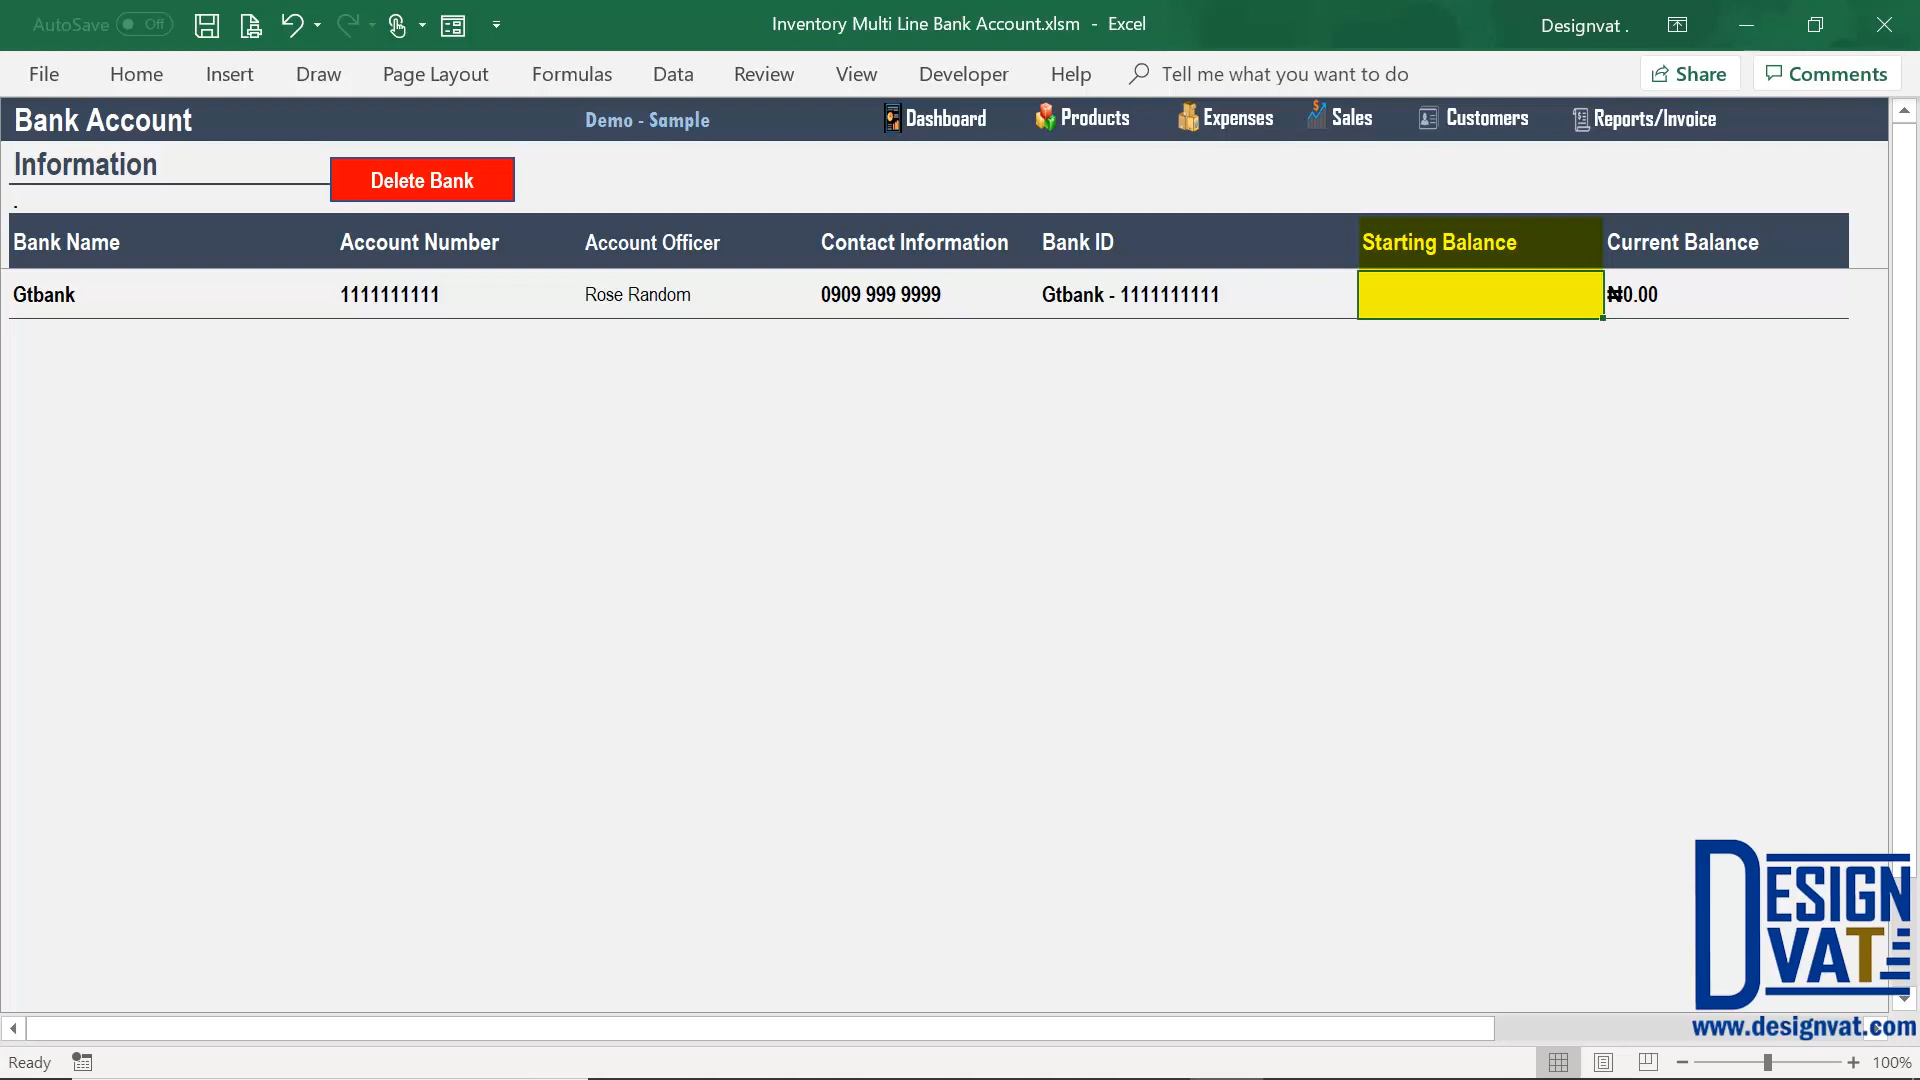 AutoSave Off
Inventory Multi Line Bank Account.xlsm - Excel
Designvat .
File Home Insert Draw Page Layout Formulas Data Review View Developer Help Tell me what you want to do Share Comments
Bank Account Demo - Sample Dashboard Products Expenses Sales Customers Reports/Invoice
Information
Delete Bank
.
Bank Name Account Number Account Officer Contact Information Bank ID Starting Balance Current Balance
Gtbank 1111111111 Rose Random 0909 999 9999 Gtbank - 1111111111 ₦0.00
DESIGN
VAT
www.designvat.com
Ready 100%